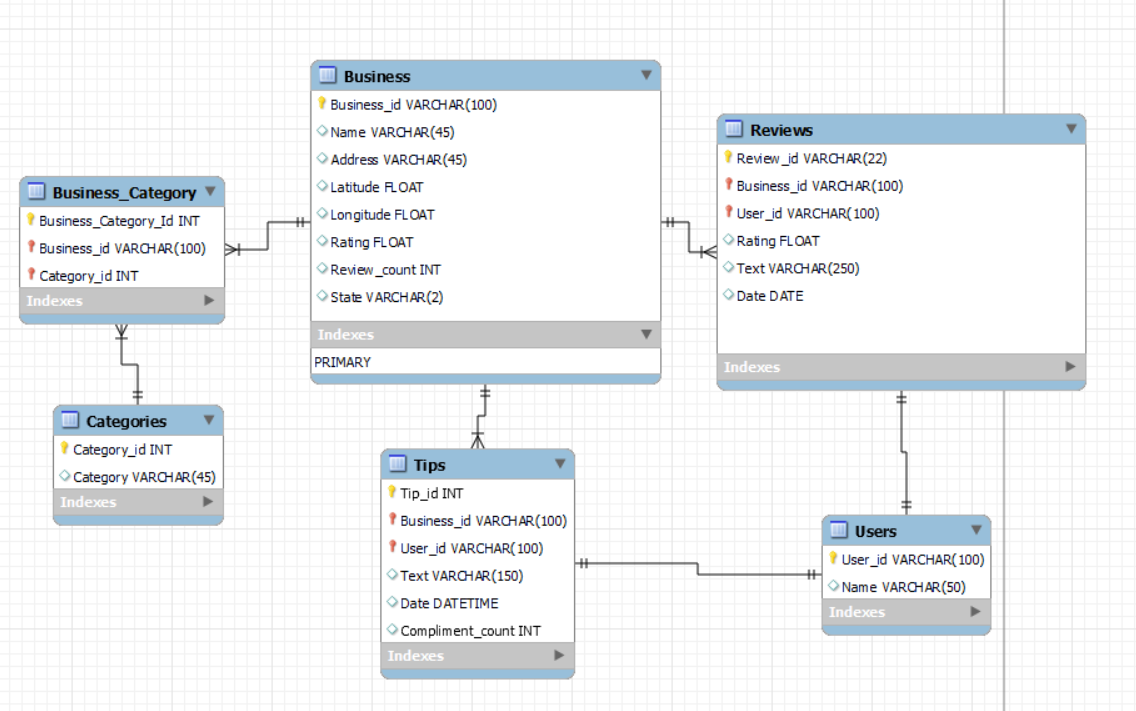 Business
Business_id VARCHAR(100)
Name VARCHAR(45)
Address VARCHAR(45)
Latitude FLOAT
Longitude FLOAT
Rating FLOAT
Review_count INT
State VARCHAR(2)
Indexes
PRIMARY
Reviews
Review_id VARCHAR(22)
Business_id VARCHAR(100)
User_id VARCHAR(100)
Rating FLOAT
Text VARCHAR(250)
Date DATE
Indexes
Business_Category
Business_Category_Id INT
Business_id VARCHAR(100)
Category_id INT
Indexes
Categories
Category_id INT
Category VARCHAR(45)
Indexes
Tips
Tip_id INT
Business_id VARCHAR(100)
User_id VARCHAR(100)
Text VARCHAR(150)
Date DATETIME
Compliment_count INT
Indexes
Users
User_id VARCHAR(100)
Name VARCHAR(50)
Indexes